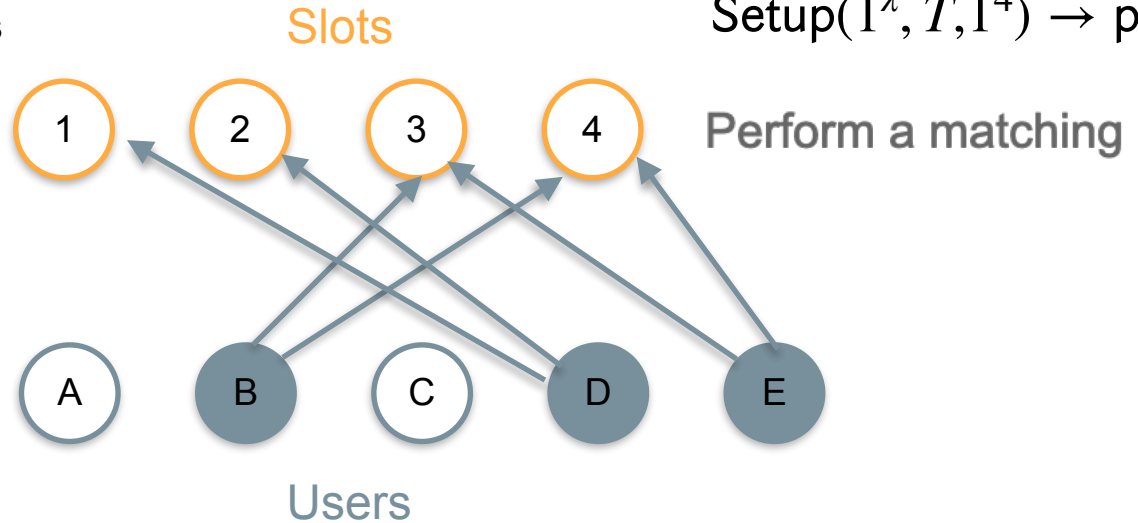 s
Slots
Setup(1^λ, T, 1^4) → p
1 2 3 4
Perform a matching
A B C D E
Users